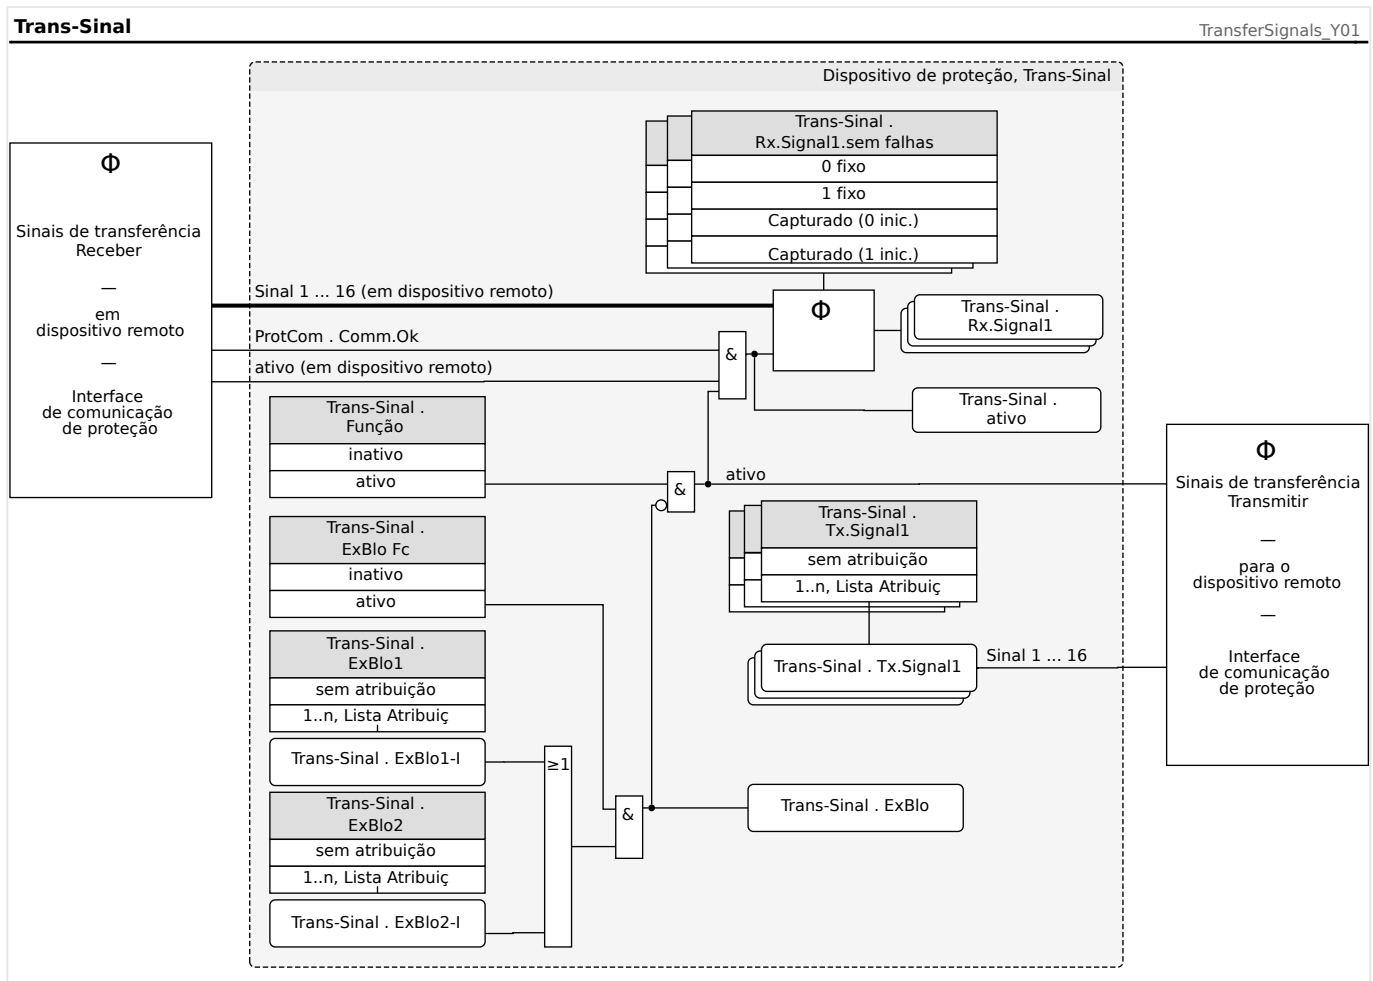 Trans-Sinal
TransferSignals_Y01
Dispositivo de proteção, Trans-Sinal
Trans-Sinal .
Rx.Signal1.sem falhas
0 fixo
1 fixo
Capturado (0 inic.)
Capturado (1 inic.)
Φ
Sinais de transferência
Receber
—
em
dispositivo remoto
—
Interface
de comunicação
de proteção
Sinal 1 ... 16 (em dispositivo remoto)
ProtCom . Comm.Ok
ativo (em dispositivo remoto)
&
Φ
Trans-Sinal .
Rx.Signal1
Trans-Sinal .
ativo
Trans-Sinal .
Função
inativo
ativo
&
ativo
Trans-Sinal .
ExBlo Fc
inativo
ativo
Trans-Sinal .
Tx.Signal1
sem atribuição
1..n, Lista Atribuiç
Trans-Sinal . Tx.Signal1
Sinal 1 ... 16
Φ
Sinais de transferência
Transmitir
—
para o
dispositivo remoto
—
Interface
de comunicação
de proteção
Trans-Sinal .
ExBlo1
sem atribuição
1..n, Lista Atribuiç
Trans-Sinal . ExBlo1-I
≥1
Trans-Sinal .
ExBlo2
sem atribuição
1..n, Lista Atribuiç
Trans-Sinal . ExBlo2-I
&
Trans-Sinal . ExBlo